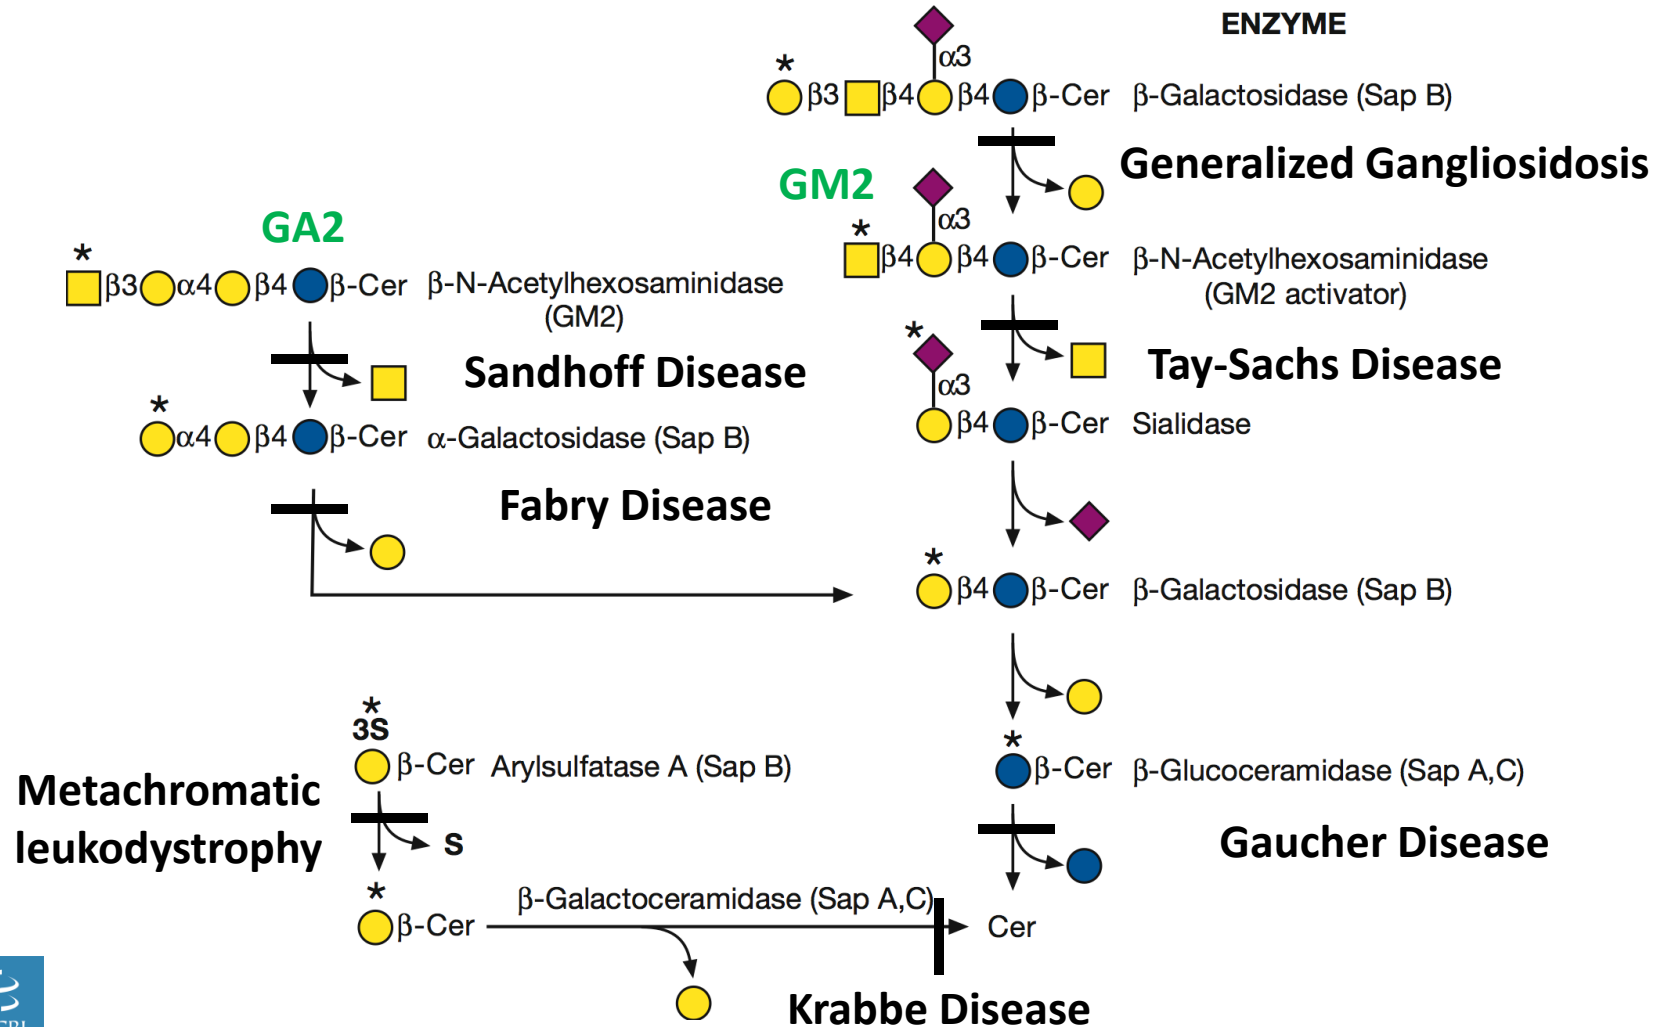 ENZYME
α3
* β3 β4 β4 β-Cer β-Galactosidase (Sap B)
Generalized Gangliosidosis
GM2
α3
* β4 β4 β-Cer β-N-Acetylhexosaminidase
(GM2 activator)
Tay-Sachs Disease
*
α3
β4 β-Cer Sialidase
* β4 β-Cer β-Galactosidase (Sap B)
* β-Cer β-Glucoceramidase (Sap A,C)
Gaucher Disease
GA2
* β3 α4 β4 β-Cer β-N-Acetylhexosaminidase
(GM2)
Sandhoff Disease
* α4 β4 β-Cer α-Galactosidase (Sap B)
Fabry Disease
*
3S
β-Cer Arylsulfatase A (Sap B)
Metachromatic
leukodystrophy
S
* β-Cer β-Galactoceramidase (Sap A,C) Cer
Krabbe Disease